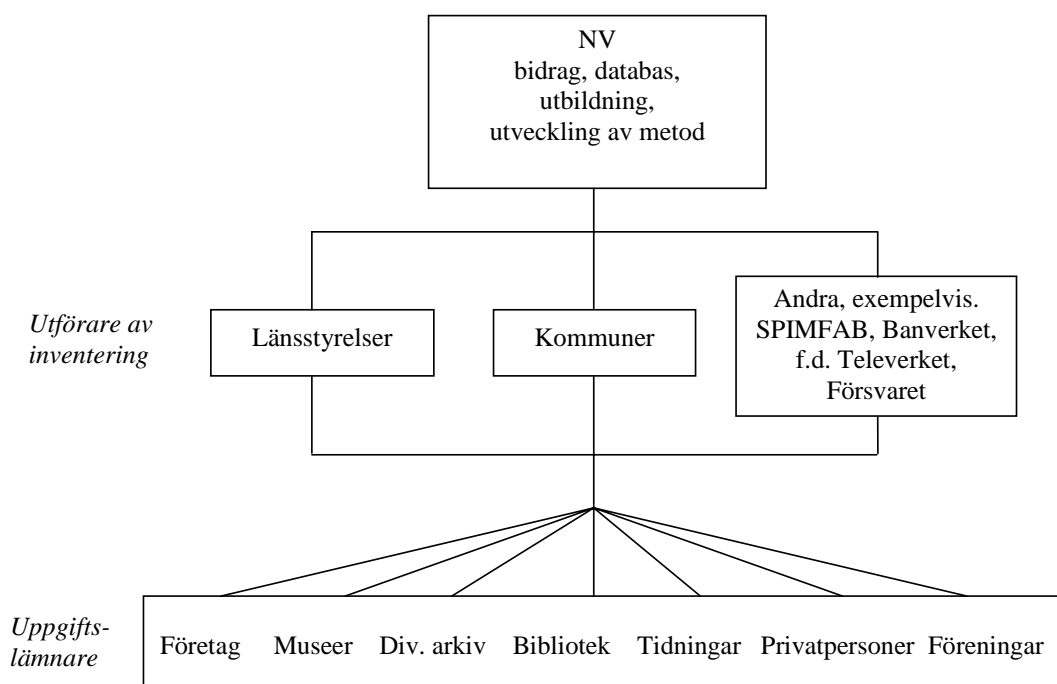 NV
bidrag, databas,
utbildning,
utveckling av metod
Utförare av
inventering
Länsstyrelser
Kommuner
Andra, exempelvis.
SPIMFAB, Banverket,
f.d. Televerket,
Försvaret
Uppgifts-
lämnare
Företag Museer Div. arkiv Bibliotek Tidningar Privatpersoner Föreningar